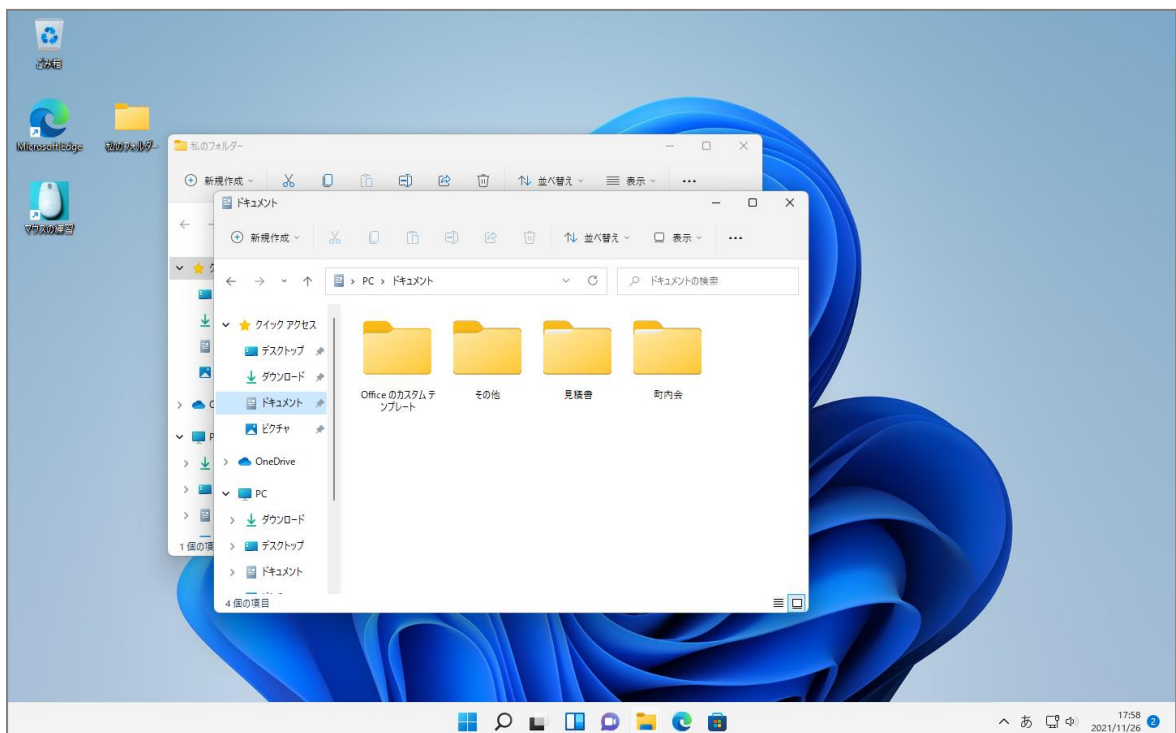 ごみ箱
Microsoft Edge
私のフォルダー
マウスの練習
私のフォルダー
新規作成
並べ替え
表示
1 個の項
ドキュメント
新規作成
並べ替え
表示
PC › ドキュメント
ドキュメントの検索
クイック アクセス
デスクトップ
ダウンロード
ドキュメント
ピクチャ
OneDrive
PC
ダウンロード
デスクトップ
ドキュメント
Office のカスタム テ
ンプレート
その他
見積書
町内会
4 個の項目
あ
17:58
2021/11/26
2